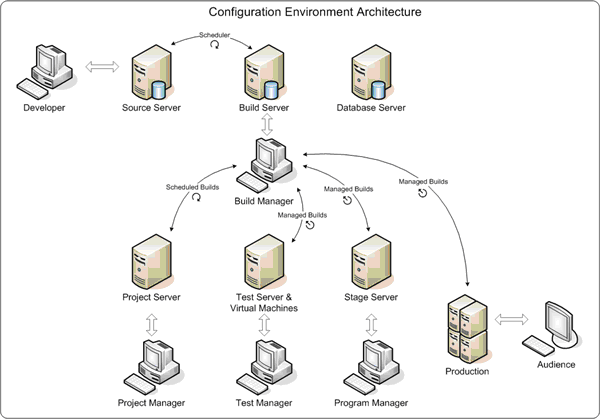 Configuration Environment Architecture
Scheduler
Developer
Source Server
Build Server
Database Server
Scheduled Builds
Build Manager
Managed Builds
Managed Builds
Managed Builds
Project Server
Test Server &
Virtual Machines
Stage Server
Production
Audience
Project Manager
Test Manager
Program Manager